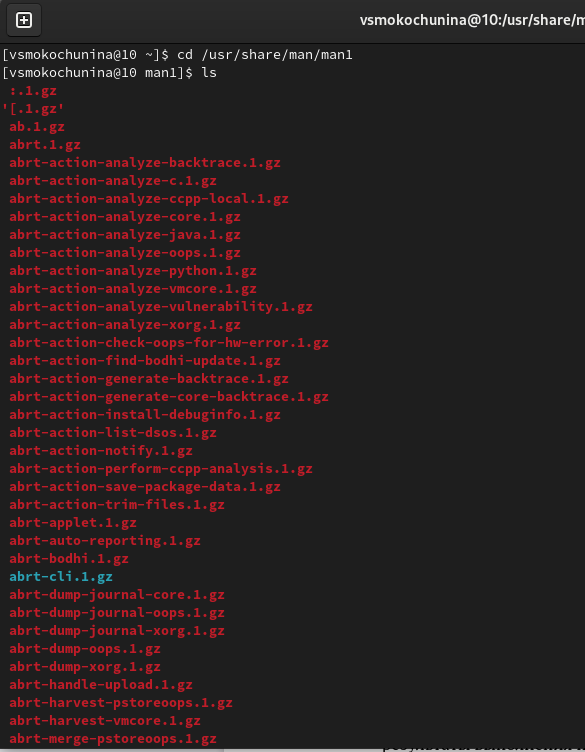 vsmokochunina@10:/usr/share/m
[vsmokochunina@10 ~]$ cd /usr/share/man/man1
[vsmokochunina@10 man1]$ ls
:.1.gz
'[.1.gz'
ab.1.gz
abrt.1.gz
abrt-action-analyze-backtrace.1.gz
abrt-action-analyze-c.1.gz
abrt-action-analyze-ccpp-local.1.gz
abrt-action-analyze-core.1.gz
abrt-action-analyze-java.1.gz
abrt-action-analyze-oops.1.gz
abrt-action-analyze-python.1.gz
abrt-action-analyze-vmcore.1.gz
abrt-action-analyze-vulnerability.1.gz
abrt-action-analyze-xorg.1.gz
abrt-action-check-oops-for-hw-error.1.gz
abrt-action-find-bodhi-update.1.gz
abrt-action-generate-backtrace.1.gz
abrt-action-generate-core-backtrace.1.gz
abrt-action-install-debuginfo.1.gz
abrt-action-list-dsos.1.gz
abrt-action-notify.1.gz
abrt-action-perform-ccpp-analysis.1.gz
abrt-action-save-package-data.1.gz
abrt-action-trim-files.1.gz
abrt-applet.1.gz
abrt-auto-reporting.1.gz
abrt-bodhi.1.gz
abrt-cli.1.gz
abrt-dump-journal-core.1.gz
abrt-dump-journal-oops.1.gz
abrt-dump-journal-xorg.1.gz
abrt-dump-oops.1.gz
abrt-dump-xorg.1.gz
abrt-handle-upload.1.gz
abrt-harvest-pstoreoops.1.gz
abrt-harvest-vmcore.1.gz
abrt-merge-pstoreoops.1.gz